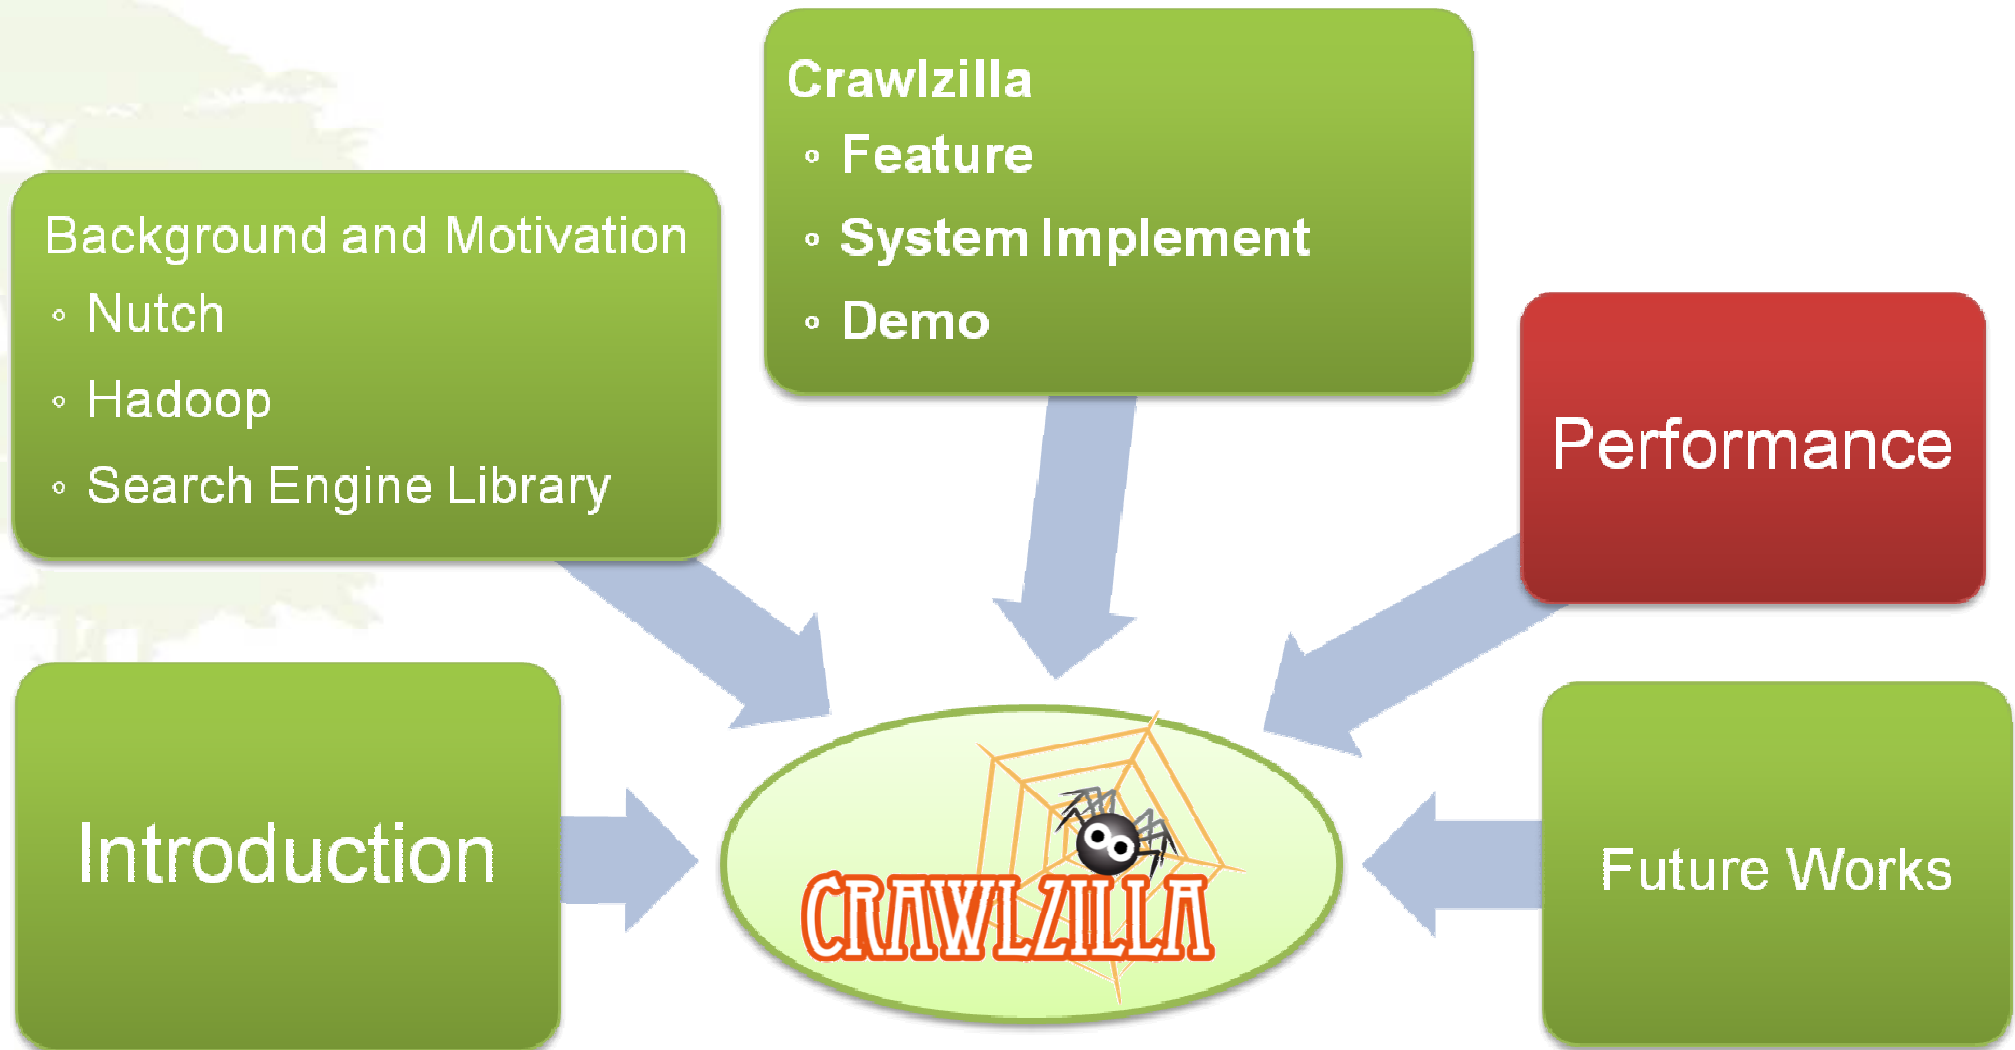 Introduction
Background and Motivation
◦ Nutch
◦ Hadoop
◦ Search Engine Library
Crawlzilla
◦ Feature
◦ System Implement
◦ Demo
Performance
Future Works
CRAWLZILLA